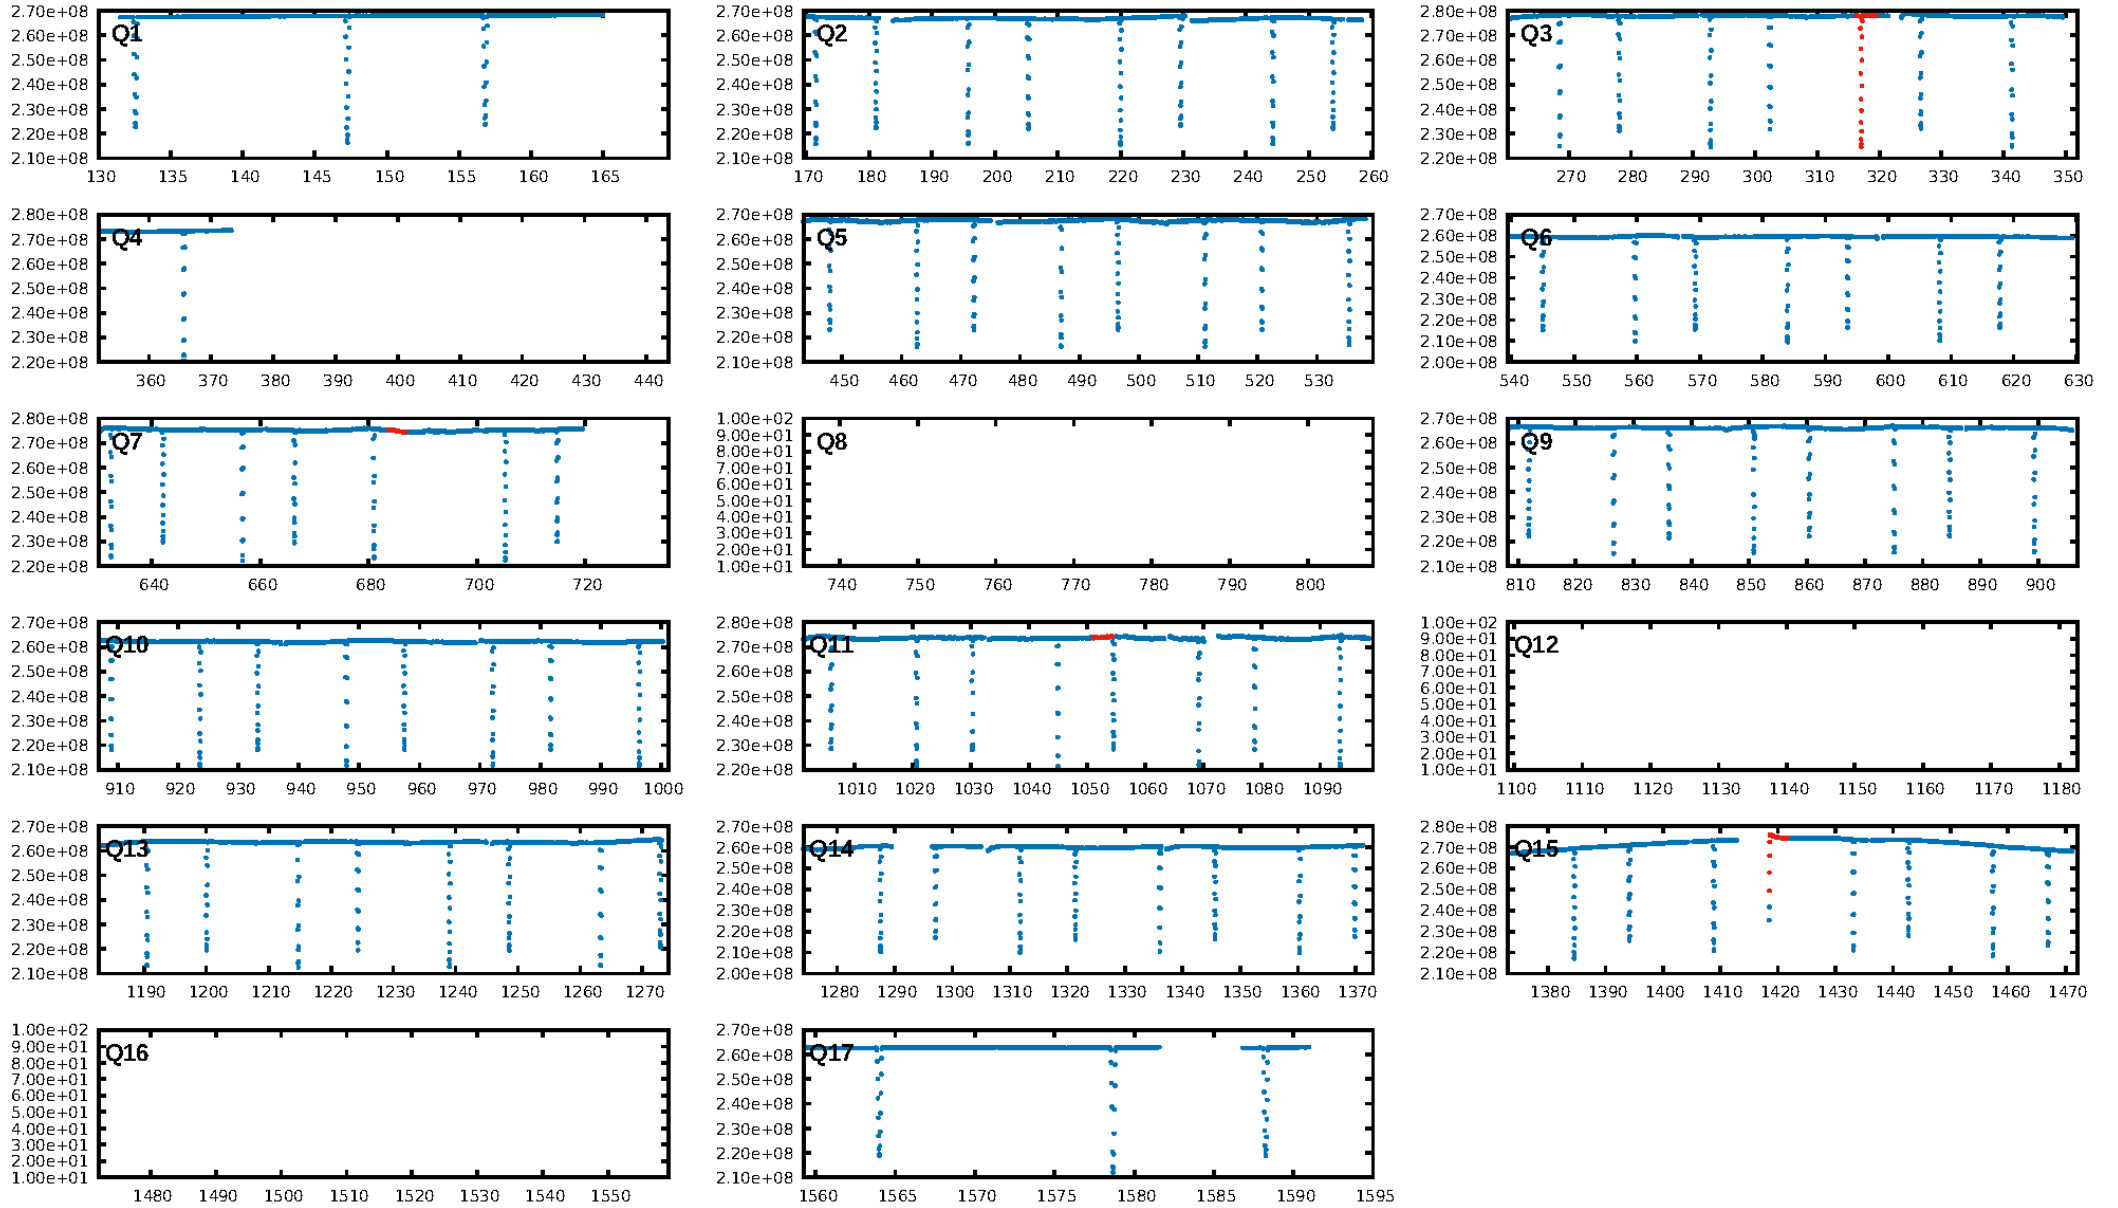 2.70e+08 2.60e+08 2.50e+08 2.40e+08 2.30e+08 2.20e+08 2.10e+08
Q1
130 135 140 145 150 155 160 165
2.70e+08 2.60e+08 2.50e+08 2.40e+08 2.30e+08 2.20e+08 2.10e+08
Q2
170 180 190 200 210 220 230 240 250 260
2.80e+08 2.70e+08 2.60e+08 2.50e+08 2.40e+08 2.30e+08 2.20e+08
Q3
270 280 290 300 310 320 330 340 350
2.80e+08 2.70e+08 2.60e+08 2.50e+08 2.40e+08 2.30e+08 2.20e+08
Q4
360 370 380 390 400 410 420 430 440
2.70e+08 2.60e+08 2.50e+08 2.40e+08 2.30e+08 2.20e+08 2.10e+08
Q5
450 460 470 480 490 500 510 520 530
2.70e+08 2.60e+08 2.50e+08 2.40e+08 2.30e+08 2.20e+08 2.10e+08 2.00e+08
Q6
540 550 560 570 580 590 600 610 620 630
2.80e+08 2.70e+08 2.60e+08 2.50e+08 2.40e+08 2.30e+08 2.20e+08
Q7
640 660 680 700 720
1.00e+02 9.00e+01 8.00e+01 7.00e+01 6.00e+01 5.00e+01 4.00e+01 3.00e+01 2.00e+01 1.00e+01
Q8
740 750 760 770 780 790 800
2.70e+08 2.60e+08 2.50e+08 2.40e+08 2.30e+08 2.20e+08 2.10e+08
Q9
810 820 830 840 850 860 870 880 890 900
2.70e+08 2.60e+08 2.50e+08 2.40e+08 2.30e+08 2.20e+08 2.10e+08
Q10
910 920 930 940 950 960 970 980 990 1000
2.80e+08 2.70e+08 2.60e+08 2.50e+08 2.40e+08 2.30e+08 2.20e+08
Q11
1010 1020 1030 1040 1050 1060 1070 1080 1090
1.00e+02 9.00e+01 8.00e+01 7.00e+01 6.00e+01 5.00e+01 4.00e+01 3.00e+01 2.00e+01 1.00e+01
Q12
1100 1110 1120 1130 1140 1150 1160 1170 1180
2.70e+08 2.60e+08 2.50e+08 2.40e+08 2.30e+08 2.20e+08 2.10e+08
Q13
1190 1200 1210 1220 1230 1240 1250 1260 1270
2.70e+08 2.60e+08 2.50e+08 2.40e+08 2.30e+08 2.20e+08 2.10e+08 2.00e+08
Q14
1280 1290 1300 1310 1320 1330 1340 1350 1360 1370
2.80e+08 2.70e+08 2.60e+08 2.50e+08 2.40e+08 2.30e+08 2.20e+08 2.10e+08
Q15
1380 1390 1400 1410 1420 1430 1440 1450 1460 1470
1.00e+02 9.00e+01 8.00e+01 7.00e+01 6.00e+01 5.00e+01 4.00e+01 3.00e+01 2.00e+01 1.00e+01
Q16
1480 1490 1500 1510 1520 1530 1540 1550
2.70e+08 2.60e+08 2.50e+08 2.40e+08 2.30e+08 2.20e+08 2.10e+08
Q17
1560 1565 1570 1575 1580 1585 1590 1595